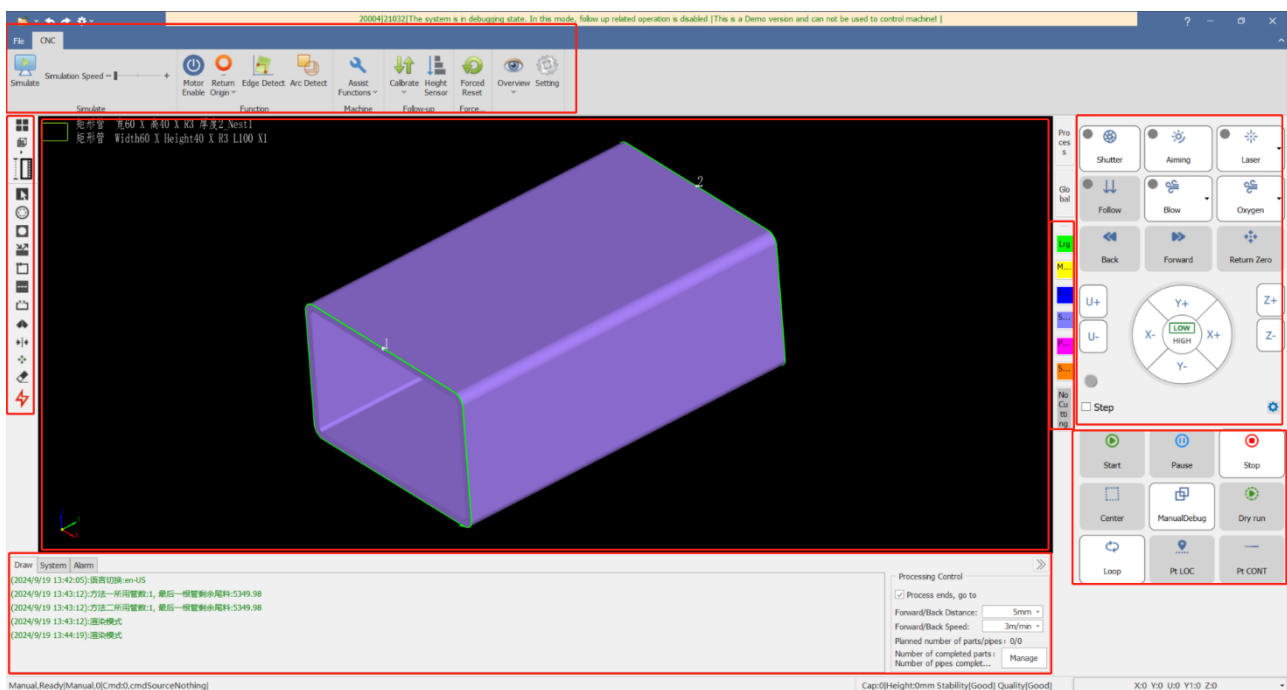 20004|21032|The system is in debugging state. In this mode, follow up related operation is disabled |This is a Demo version and can not be used to control machine! |
File CNC
Simulate
Simulation Speed
Motor Enable
Return Origin
Edge Detect
Arc Detect
Assist Functions
Calibrate
Height Sensor
Forced Reset
Overview
Setting
Simulate
Function
Machine
Follow-up
Force...
矩形管 宽60 X 高40 X R3 厚度2_Nest1
矩形管 Width60 X Height40 X R3 L100 X1
1
2
Pro
ces
s
Glo
bal
Lig
M...
S...
P...
S...
No
Cu
tti
ng
Shutter Aiming Laser
Follow Blow Oxygen
Back Forward Return Zero
U+ Y+ Z+
X- LOW X+
HIGH
U- Y- Z-
Step
Start Pause Stop
Center ManualDebug Dry run
Loop Pt LOC Pt CONT
Draw System Alarm
(2024/9/19 13:42:05):语言切换:en-US
(2024/9/19 13:43:12):方法一所用管数:1, 最后一根管剩余尾料:5349.98
(2024/9/19 13:43:12):方法二所用管数:1, 最后一根管剩余尾料:5349.98
(2024/9/19 13:43:12):渲染模式
(2024/9/19 13:44:19):渲染模式
Processing Control
Process ends, go to
Forward/Back Distance: 5mm
Forward/Back Speed: 3m/min
Planned number of parts/pipes: 0/0
Number of completed parts:
Number of pipes complet...
Manage
Manual,Ready|Manual,0|Cmd:0,cmdSourceNothing|
Cap:0|Height:0mm Stability|Good| Quality|Good|
X:0 Y:0 U:0 Y1:0 Z:0